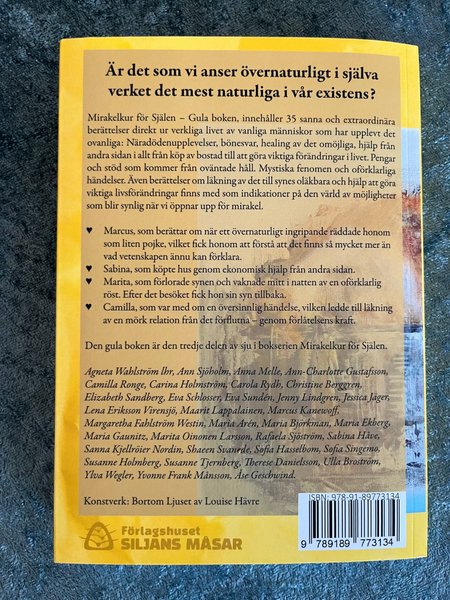 Är det som vi anser övernaturligt i själva
verket det mest naturliga i vår existens?
Mirakelkur för Själen – Gula boken, innehåller 35 sanna och extraordinära
berättelser direkt ur verkliga livet av vanliga människor som har upplevt det
ovanliga: Näradödenupplevelser, bönesvar, healing av det omöjliga, hjälp från
andra sidan i allt från köp av bostad till att göra viktiga förändringar i livet. Pengar
och stöd som kommer från oväntade håll. Mystiska fenomen och oförklarliga
händelser. Även berättelser om läkning av det till synes oläkbara och hjälp att göra
viktiga livsförändringar finns med som indikationer på den värld av möjligheter
som blir synlig när vi öppnar upp för mirakel.
♥ Marcus, som berättar om när ett övernaturligt ingripande räddade honom
som liten pojke, vilket fick honom att förstå att det finns så mycket mer än
vad vetenskapen ännu kan förklara.
♥ Sabina, som köpte hus genom ekonomisk hjälp från andra sidan.
♥ Marita, som förlorade synen och vaknade mitt i natten av en oförklarlig
röst. Efter det besöket fick hon sin syn tillbaka.
♥ Camilla, som var med om en översinnlig händelse, vilken ledde till läkning
av en mörk relation från det förflutna – genom förlåtelsens kraft.
Den gula boken är den tredje delen av sju i bokserien Mirakelkur för Själen.
Agneta Wahlström Ihr, Ann Sjöholm, Anna Melle, Ann-Charlotte Gustafsson,
Camilla Ronge, Carina Holmström, Carola Rydh, Christine Berggren,
Elizabeth Sandberg, Eva Schlosser, Eva Sundén, Jenny Lindgren, Jessica Jäger,
Lena Eriksson Virensjö, Maarit Lappalainen, Marcus Kanewoff,
Margaretha Fahlström Westin, Maria Arén, Maria Björkman, Maria Ekberg,
Maria Gaunitz, Marita Oinonen Larsson, Rafaela Sjöström, Sabina Häve,
Sanna Kjellröier Nordin, Shaeen Svanrde, Sofia Hasselbom, Sofia Singemo,
Susanne Holmberg, Susanne Tjernberg, Therese Danielsson, Ulla Broström,
Ylva Wegler, Yvonne Frank Månsson, Åse Geschwind.
Konstverk: Bortom Ljuset av Louise Hävre
Förlagshuset
SILJANS MÅSAR
ISBN: 978-91-89773134
9 789189 773134